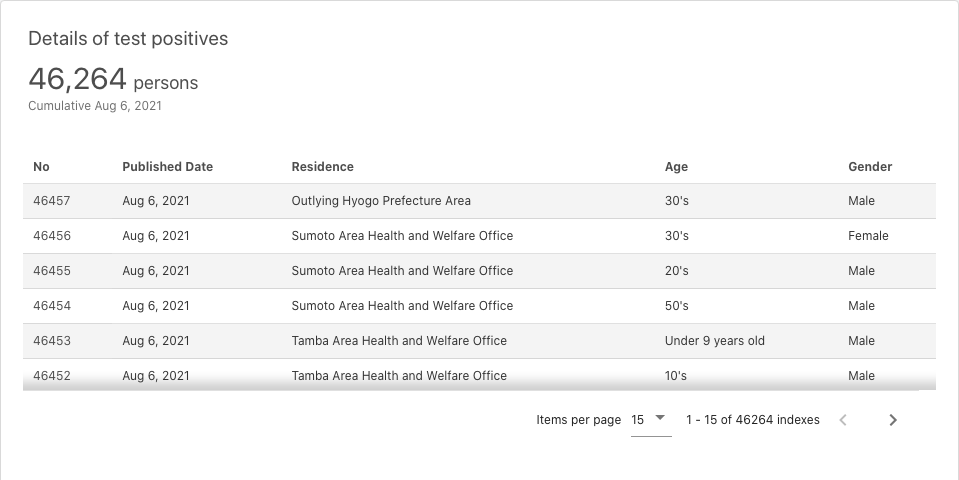 Details of test positives
46,264 persons
Cumulative Aug 6, 2021
No Published Date Residence Age Gender
46457 Aug 6, 2021 Outlying Hyogo Prefecture Area 30's Male
46456 Aug 6, 2021 Sumoto Area Health and Welfare Office 30's Female
46455 Aug 6, 2021 Sumoto Area Health and Welfare Office 20's Male
46454 Aug 6, 2021 Sumoto Area Health and Welfare Office 50's Male
46453 Aug 6, 2021 Tamba Area Health and Welfare Office Under 9 years old Male
46452 Aug 6, 2021 Tamba Area Health and Welfare Office 10's Male
Items per page 15 1 - 15 of 46264 indexes